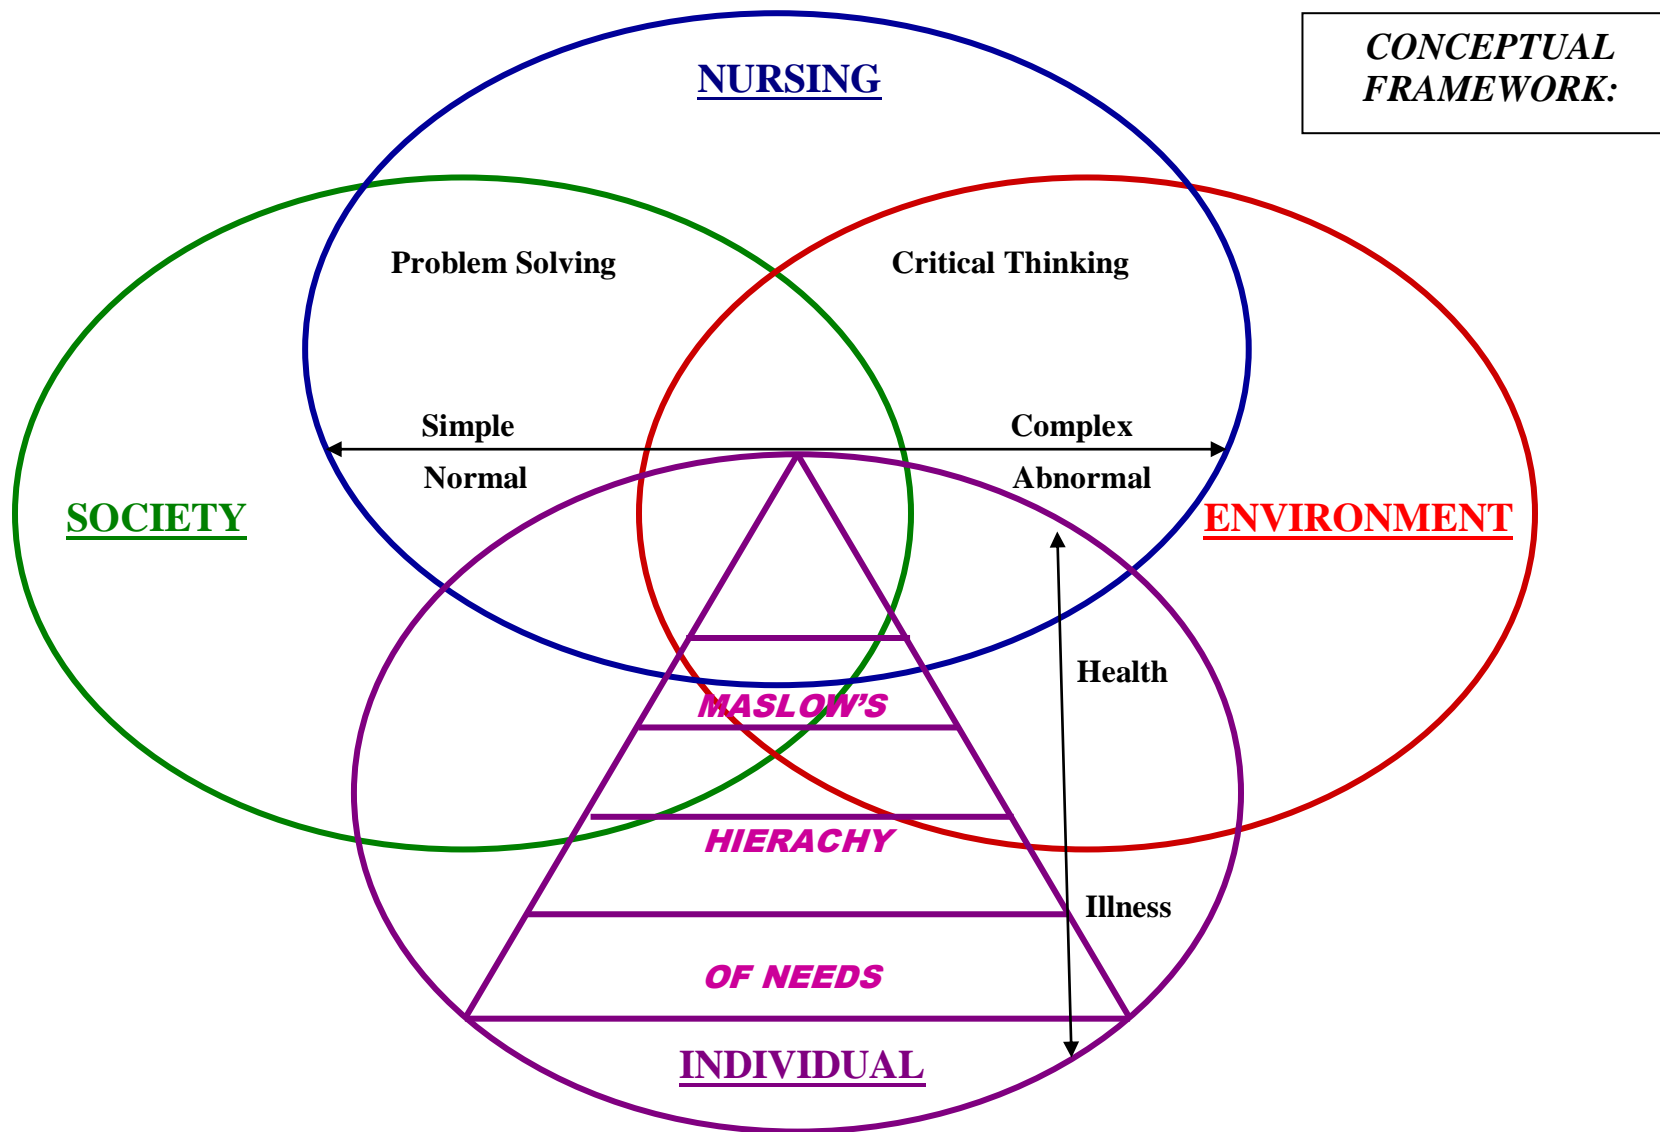 CONCEPTUAL
FRAMEWORK:
NURSING
Problem Solving
Critical Thinking
Simple
Complex
Normal
Abnormal
SOCIETY
ENVIRONMENT
Health
MASLOW'S
HIERACHY
Illness
OF NEEDS
INDIVIDUAL